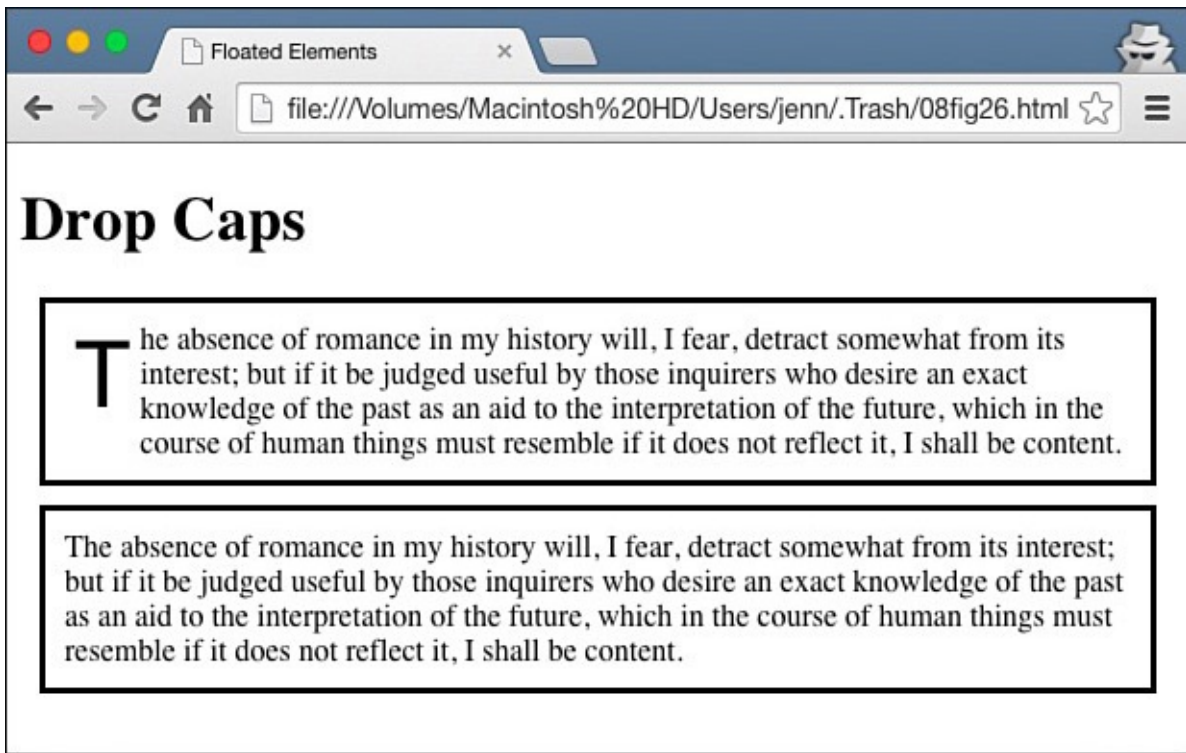 Floated Elements
file:///Volumes/Macintosh%20HD/Users/jenn/.Trash/08fig26.html
Drop Caps
The absence of romance in my history will, I fear, detract somewhat from its
interest; but if it be judged useful by those inquirers who desire an exact
knowledge of the past as an aid to the interpretation of the future, which in the
course of human things must resemble if it does not reflect it, I shall be content.
The absence of romance in my history will, I fear, detract somewhat from its interest;
but if it be judged useful by those inquirers who desire an exact knowledge of the past
as an aid to the interpretation of the future, which in the course of human things must
resemble if it does not reflect it, I shall be content.